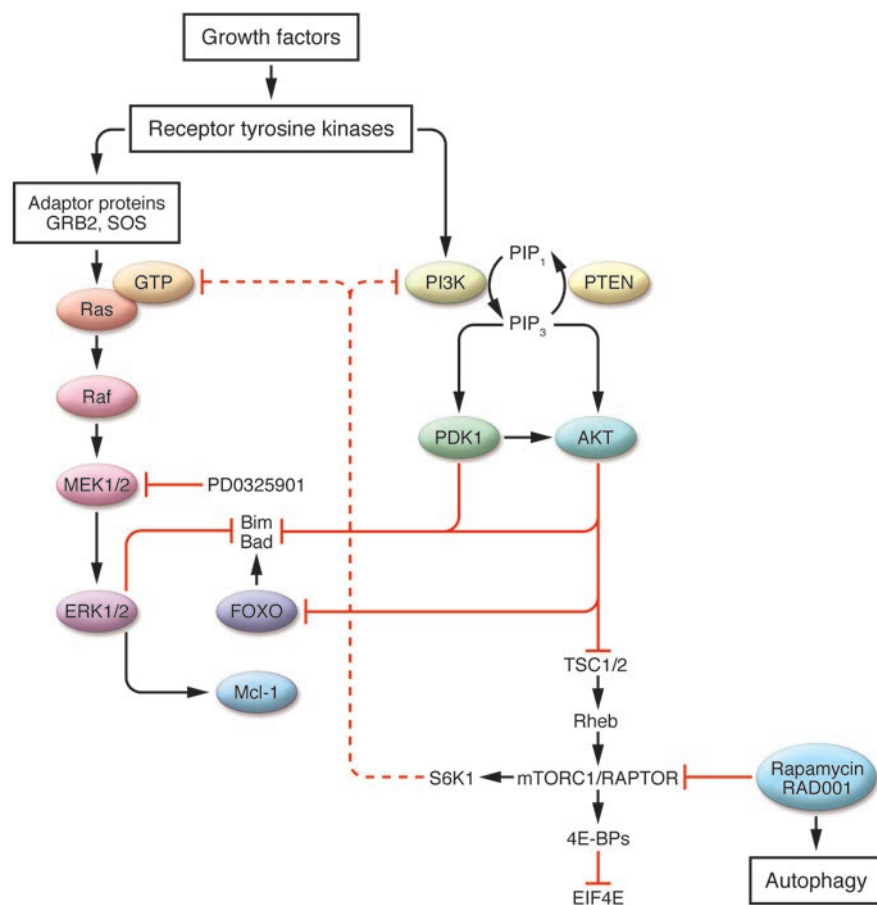 Growth factors
Receptor tyrosine kinases
Adaptor proteins
GRB2, SOS
GTP
Ras
PI3K
PIP₁
PTEN
PIP₃
Raf
PDK1
AKT
MEK1/2
PD0325901
Bim
Bad
ERK1/2
FOXO
TSC1/2
Mcl-1
Rheb
S6K1
mTORC1/RAPTOR
Rapamycin
RAD001
4E-BPs
Autophagy
EIF4E